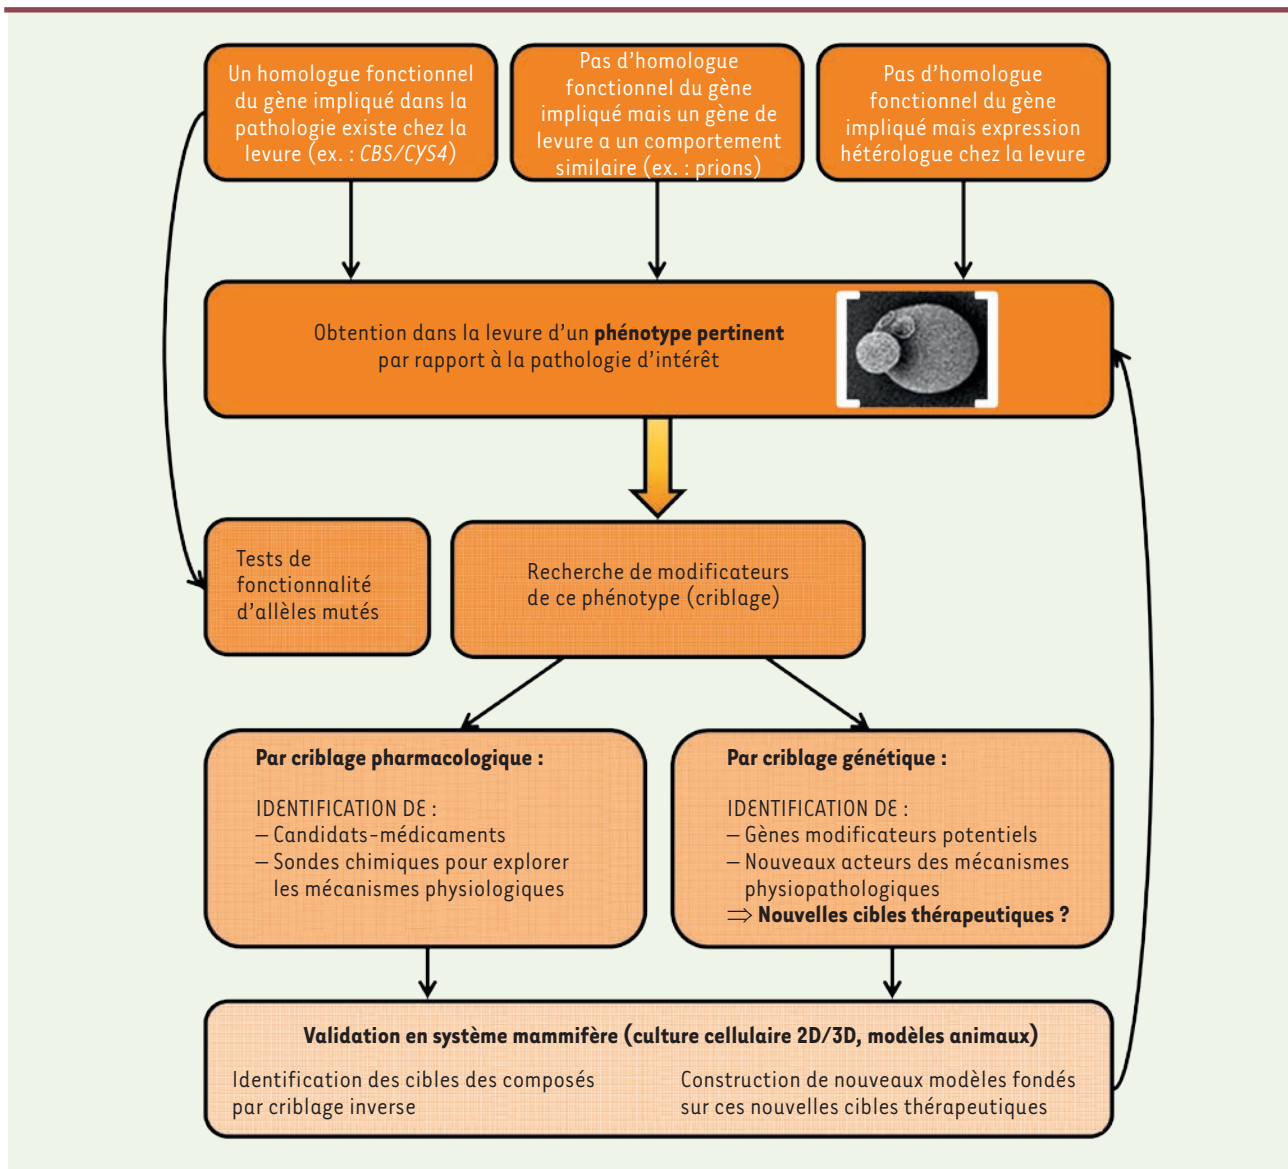 Un homologue fonctionnel
du gène impliqué dans la
pathologie existe chez la
levure (ex. : CBS/CYS4)
Pas d’homologue
fonctionnel du gène
impliqué mais un gène de
levure a un comportement
similaire (ex. : prions)
Pas d’homologue
fonctionnel du gène
impliqué mais expression
hétérologue chez la levure
Obtention dans la levure d’un phénotype pertinent
par rapport à la pathologie d’intérêt
Tests de
fonctionnalité
d’allèles mutés
Recherche de modificateurs
de ce phénotype (criblage)
Par criblage pharmacologique :
IDENTIFICATION DE :
– Candidats-médicaments
– Sondes chimiques pour explorer
les mécanismes physiologiques
Par criblage génétique :
IDENTIFICATION DE :
– Gènes modificateurs potentiels
– Nouveaux acteurs des mécanismes
physiopathologiques
⇒ Nouvelles cibles thérapeutiques ?
Validation en système mammifère (culture cellulaire 2D/3D, modèles animaux)
Identification des cibles des composés
par criblage inverse
Construction de nouveaux modèles fondés
sur ces nouvelles cibles thérapeutiques